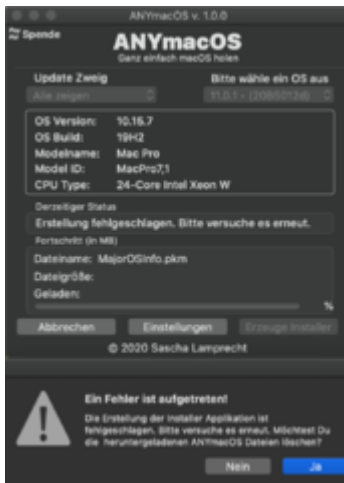 ANYmacOS v. 1.0.0
Spende
ANYmacOS
Ganz einfach macOS holen
Update Zweig Bitte wähle ein OS aus
Alle zeigen 11.0.1 - (20B5012d)
OS Version: 10.15.7
OS Build: 19H2
Modelname: Mac Pro
Model ID: MacPro7,1
CPU Type: 24-Core Intel Xeon W
Derzeitiger Status
Erstellung fehlgeschlagen. Bitte versuche es erneut.
Fortschritt (in MB)
Dateiname: MajorOSInfo.pkm
Dateigröße:
Geladen:
%
Abbrechen Einstellungen Erzeuge Installer
© 2020 Sascha Lamprecht
Ein Fehler ist aufgetreten!
Die Erstellung der Installer Applikation ist
fehlgeschlagen. Bitte versuche es erneut. Möchtest Du
die heruntergeladenen ANYmacOS Dateien löschen?
Nein Ja